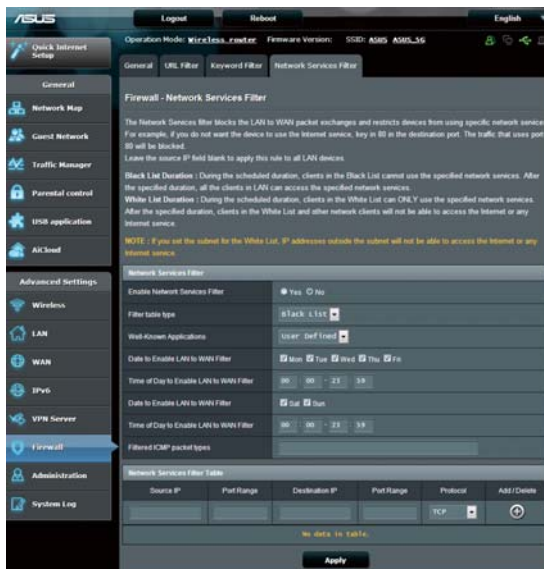 ASUS
Logout
Reboot
English
Quick Internet
Setup
Operation Mode: Wireless router Firmware Version: SSID: ASUS ASUS_5G
General
URL Filter
Keyword Filter
Network Services Filter
General
Network Map
Guest Network
Traffic Manager
Parental control
USB application
AiCloud
Advanced Settings
Wireless
LAN
WAN
IPv6
VPN Server
Firewall
Administration
System Log
Firewall - Network Services Filter
The Network Services filter blocks the LAN to WAN packet exchanges and restricts devices from using specific network services.
For example, if you do not want the device to use the Internet service, key in 80 in the destination port. The traffic that uses port
80 will be blocked.
Leave the source IP field blank to apply this rule to all LAN devices.
Black List Duration : During the scheduled duration, clients in the Black List cannot use the specified network services. After
the specified duration, all the clients in LAN can access the specified network services.
White List Duration : During the scheduled duration, clients in the White List can ONLY use the specified network services.
After the specified duration, clients in the White List and other network clients will not be able to access the Internet or any
Internet service.
NOTE : If you set the subnet for the White List, IP addresses outside the subnet will not be able to access the Internet or any
Internet service.
Network Services Filter
Enable Network Services Filter
Yes No
Filter table type
Black List
Well-Known Applications
User Defined
Date to Enable LAN to WAN Filter
Mon Tue Wed Thu Fri
Time of Day to Enable LAN to WAN Filter
00 : 00 - 23 : 59
Date to Enable LAN to WAN Filter
Sat Sun
Time of Day to Enable LAN to WAN Filter
00 : 00 - 23 : 59
Filtered ICMP packet types
Network Services Filter Table
Source IP
Port Range
Destination IP
Port Range
Protocol
Add / Delete
TCP
No data in table.
Apply